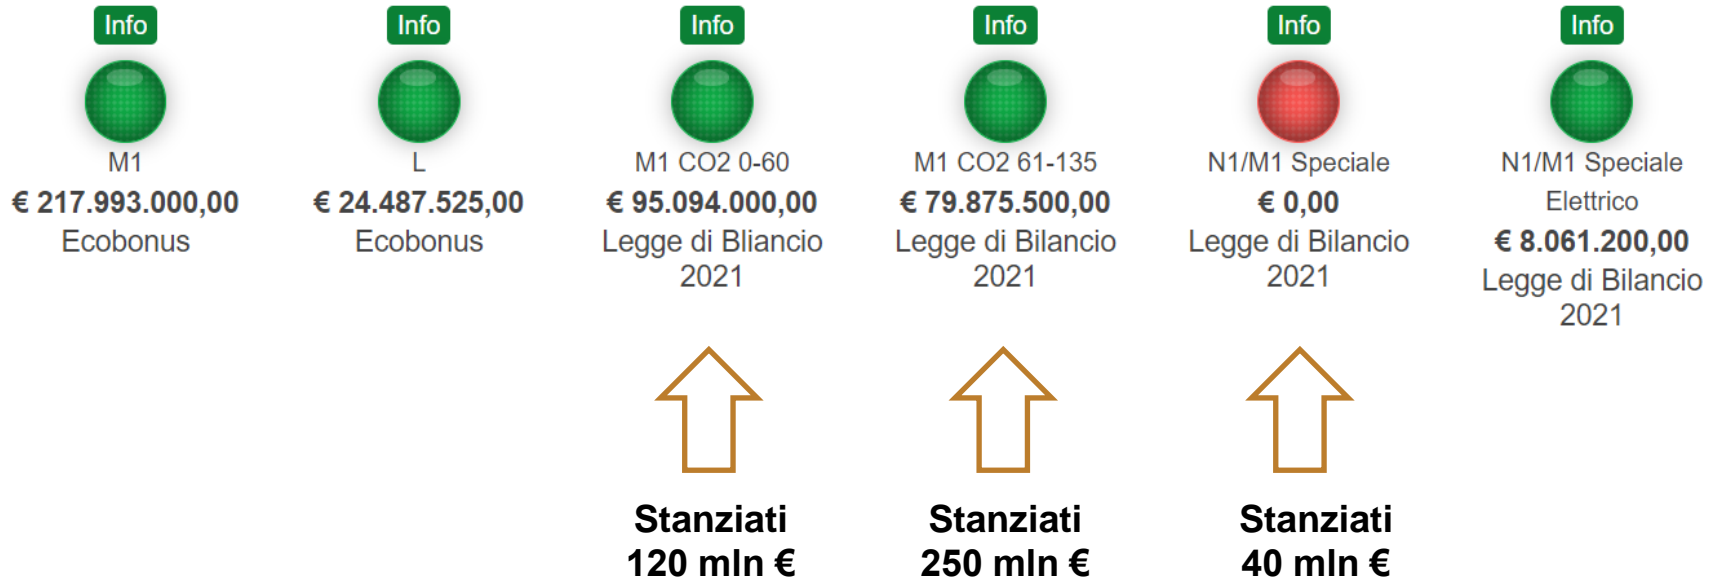 Info
M1
€ 217.993.000,00
Ecobonus
Info
L
€ 24.487.525,00
Ecobonus
Info
M1 CO2 0-60
€ 95.094.000,00
Legge di Bliancio
2021
Stanziati
120 mln €
Info
M1 CO2 61-135
€ 79.875.500,00
Legge di Bilancio
2021
Stanziati
250 mln €
Info
N1/M1 Speciale
€ 0,00
Legge di Bilancio
2021
Stanziati
40 mln €
Info
N1/M1 Speciale
Elettrico
€ 8.061.200,00
Legge di Bilancio
2021